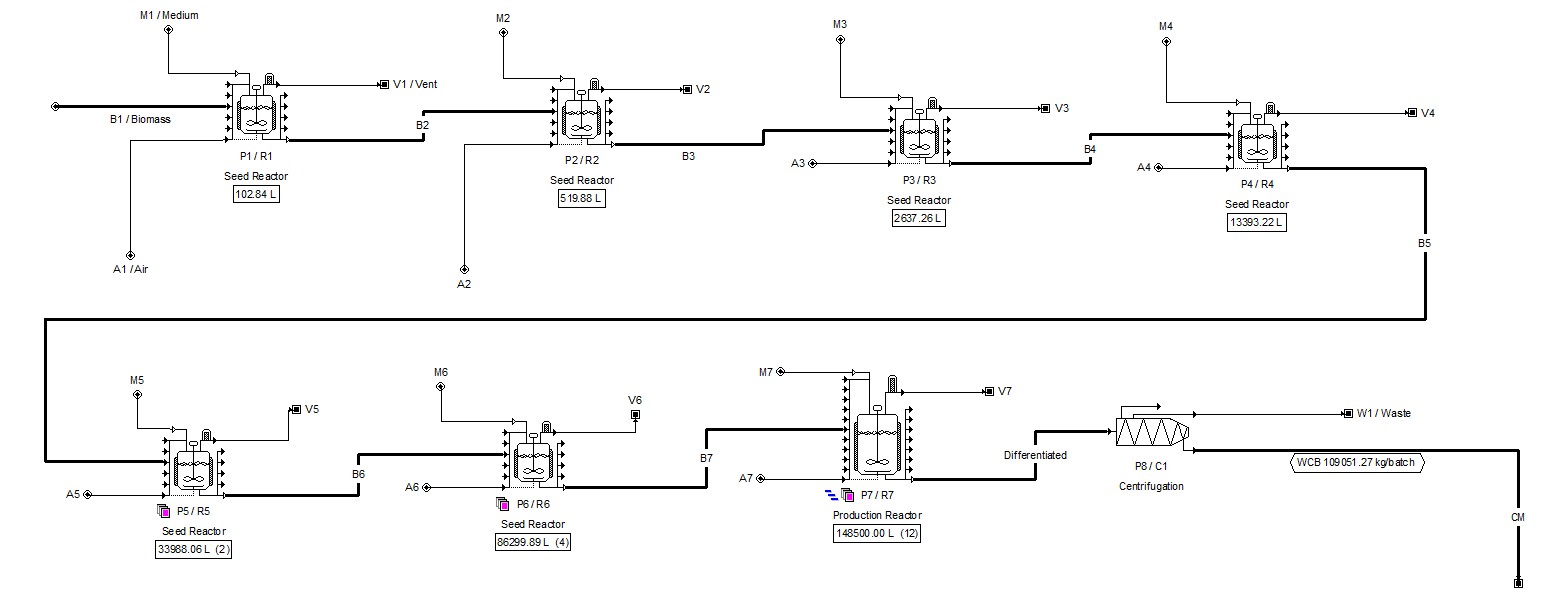 M1 / Medium
M2
M3
M4
V1 / Vent
V2
V3
V4
B1 / Biomass
B2
B3
B4
A3
A4
P1 / R1
Seed Reactor
102.84 L
P2 / R2
Seed Reactor
519.88 L
P3 / R3
Seed Reactor
2637.26 L
P4 / R4
Seed Reactor
13393.22 L
A1 / Air
A2
B5
M5
M6
M7
V5
V6
V7
W1 / Waste
A5
B6
A6
B7
A7
Differentiated
P5 / R5
Seed Reactor
33988.06 L (2)
P6 / R6
Seed Reactor
86299.89 L (4)
P7 / R7
Production Reactor
148500.00 L (12)
P8 / C1
Centrifugation
WCB 109051.27 kg/batch
CM